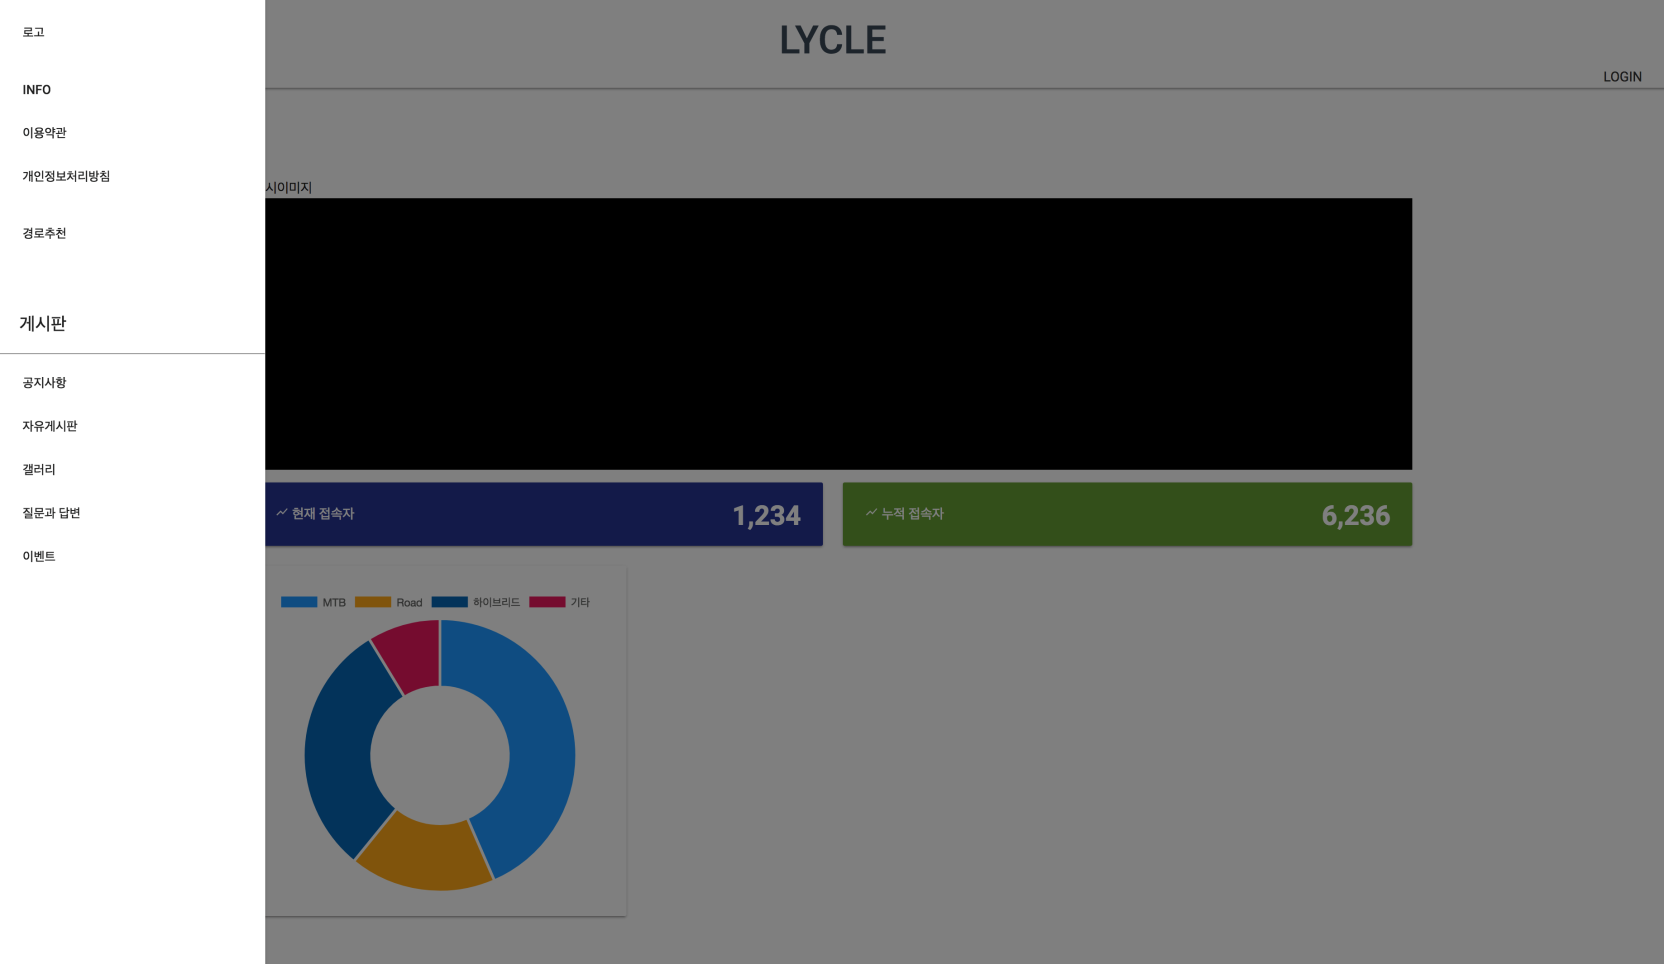 로고
INFO
이용약관
개인정보처리방침
경로추천
게시판
공지사항
자유게시판
갤러리
질문과 답변
이벤트
LYCLE
LOGIN
시이미지
현재 접속자 1,234
누적 접속자 6,236
MTB Road 하이브리드 기타